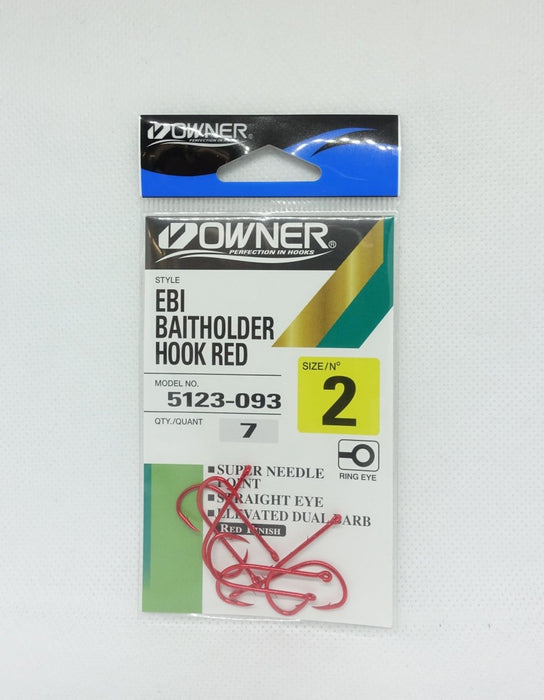 OWNER
PERFECTION IN HOOKS
OWNER®
PERFECTION IN HOOKS
STYLE
EBI
BAITHOLDER
HOOK RED
MODEL NO.
5123-093
QTY./QUANT
7
SIZE/Nº
2
RING EYE
■SUPER NEEDLE
POINT
■STRAIGHT EYE
■ELEVATED DUAL BARB
RED FINISH